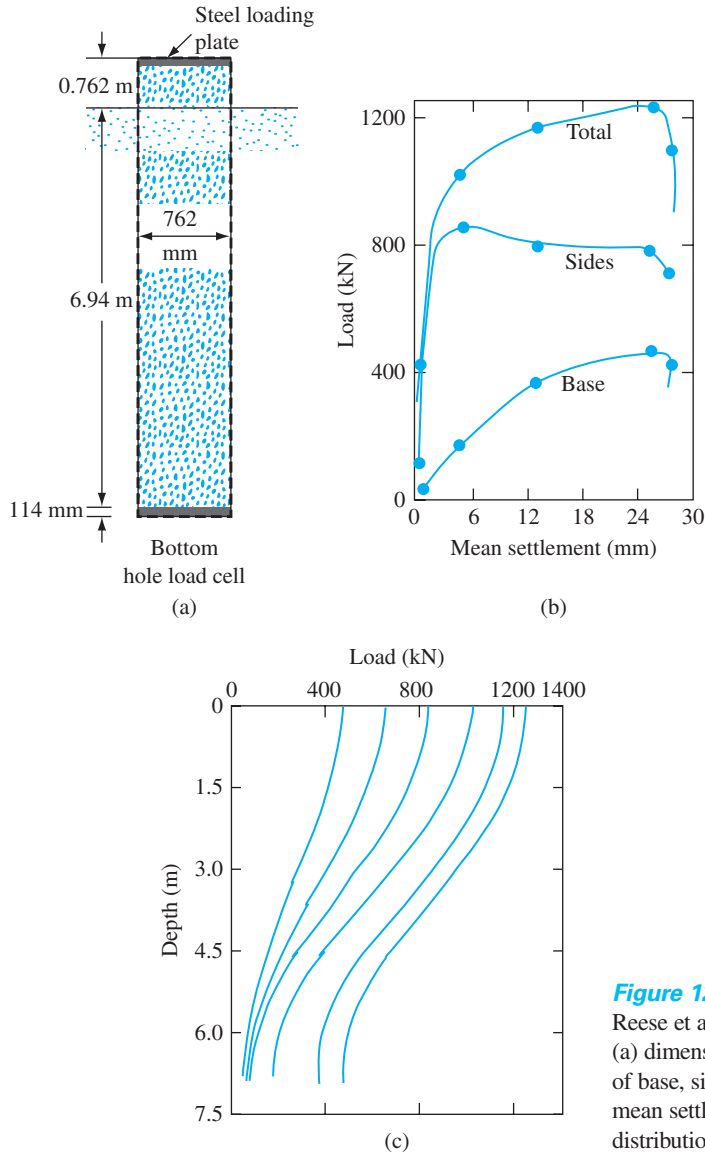 Steel loading
plate
0.762 m
762
mm
6.94 m
114 mm
Bottom
hole load cell
(a)
1200
800
400
0
Load (kN)
Total
Sides
Base
0 6 12 18 24 30
Mean settlement (mm)
(b)
Load (kN)
0 400 800 1200 1400
0
1.5
3.0
4.5
6.0
7.5
Depth (m)
(c)
Figure 12
Reese et a
(a) dimens
of base, si
mean settl
distributio